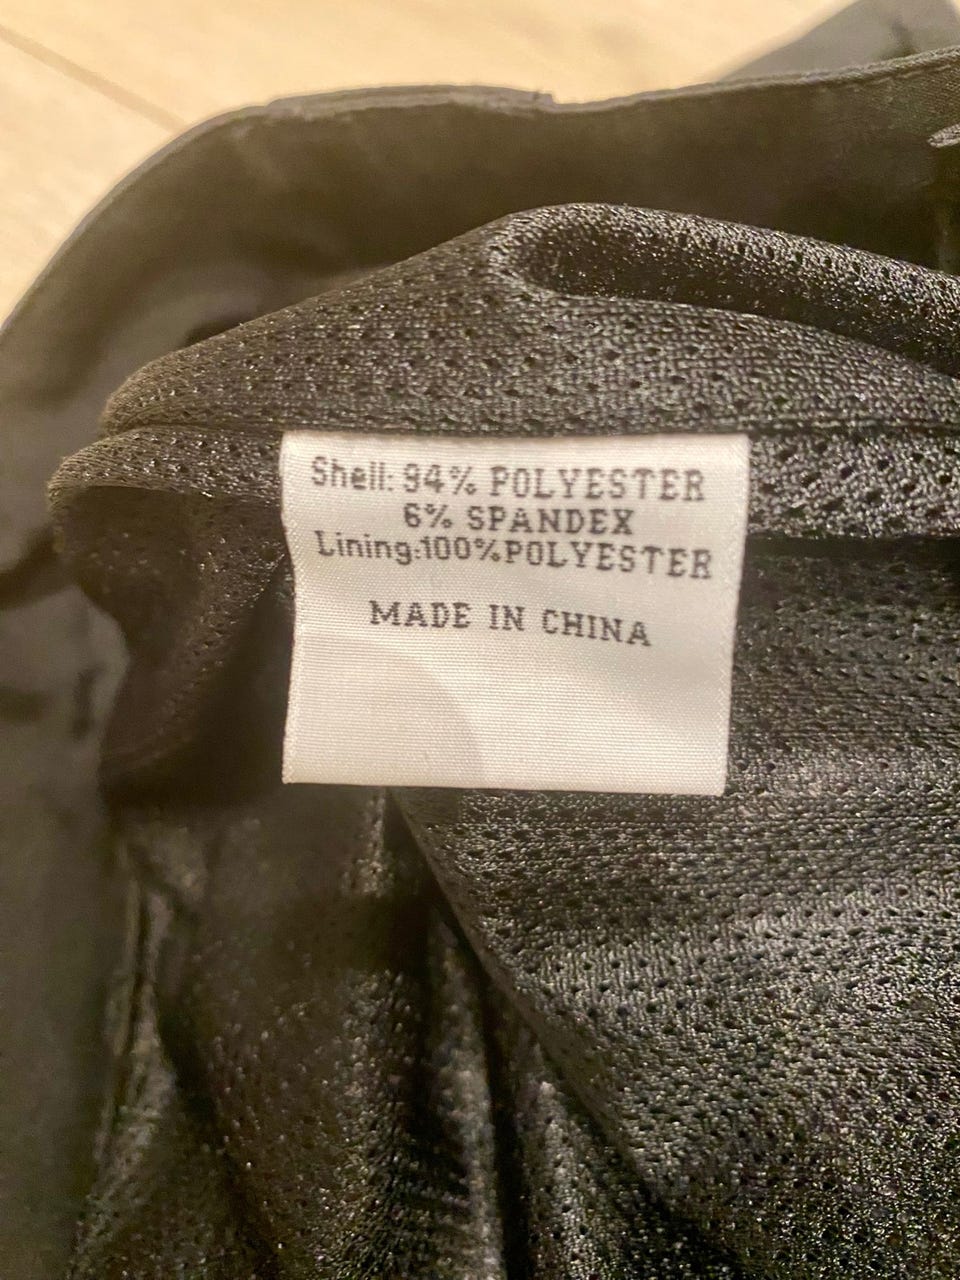 Shell: 94% POLYESTER
6% SPANDEX
Lining:100%POLYESTER
MADE IN CHINA